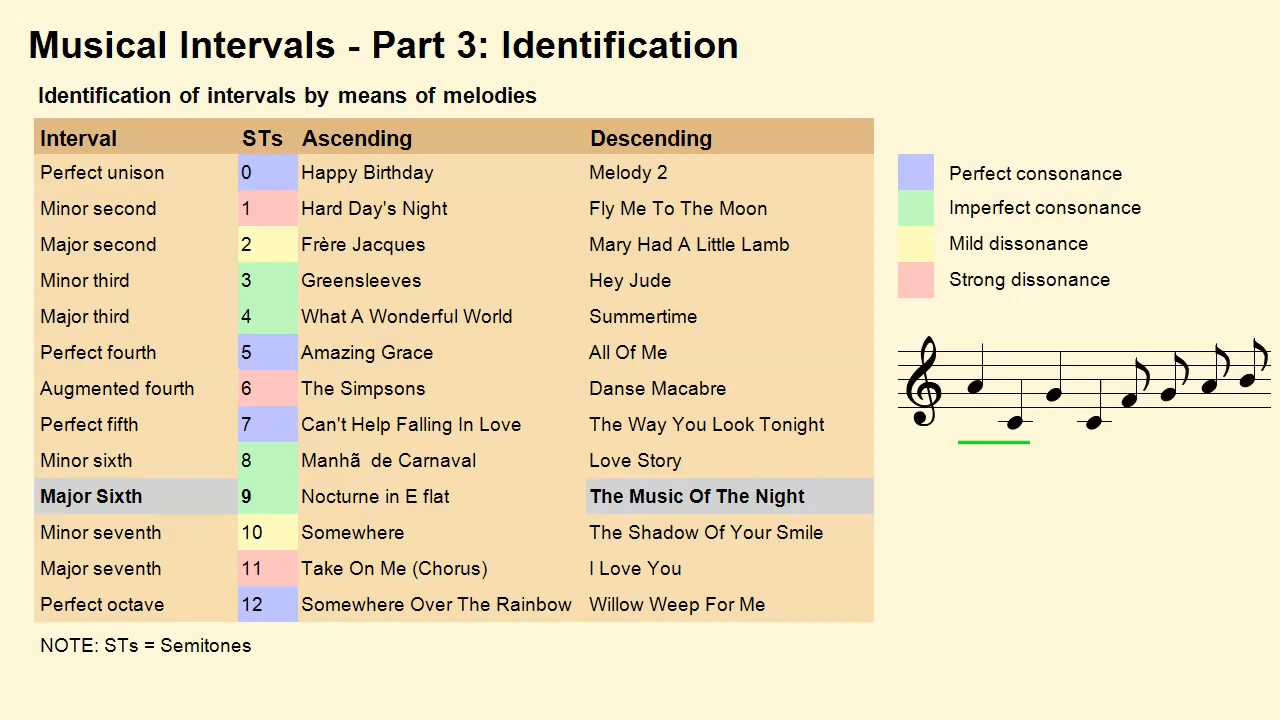 Musical Intervals - Part 3: Identification
Identification of intervals by means of melodies
Interval STs Ascending Descending
Perfect unison 0 Happy Birthday Melody 2
Minor second 1 Hard Day's Night Fly Me To The Moon
Major second 2 Frère Jacques Mary Had A Little Lamb
Minor third 3 Greensleeves Hey Jude
Major third 4 What A Wonderful World Summertime
Perfect fourth 5 Amazing Grace All Of Me
Augmented fourth 6 The Simpsons Danse Macabre
Perfect fifth 7 Can't Help Falling In Love The Way You Look Tonight
Minor sixth 8 Manhã de Carnaval Love Story
Major Sixth 9 Nocturne in E flat The Music Of The Night
Minor seventh 10 Somewhere The Shadow Of Your Smile
Major seventh 11 Take On Me (Chorus) I Love You
Perfect octave 12 Somewhere Over The Rainbow Willow Weep For Me
NOTE: STs = Semitones
Perfect consonance
Imperfect consonance
Mild dissonance
Strong dissonance